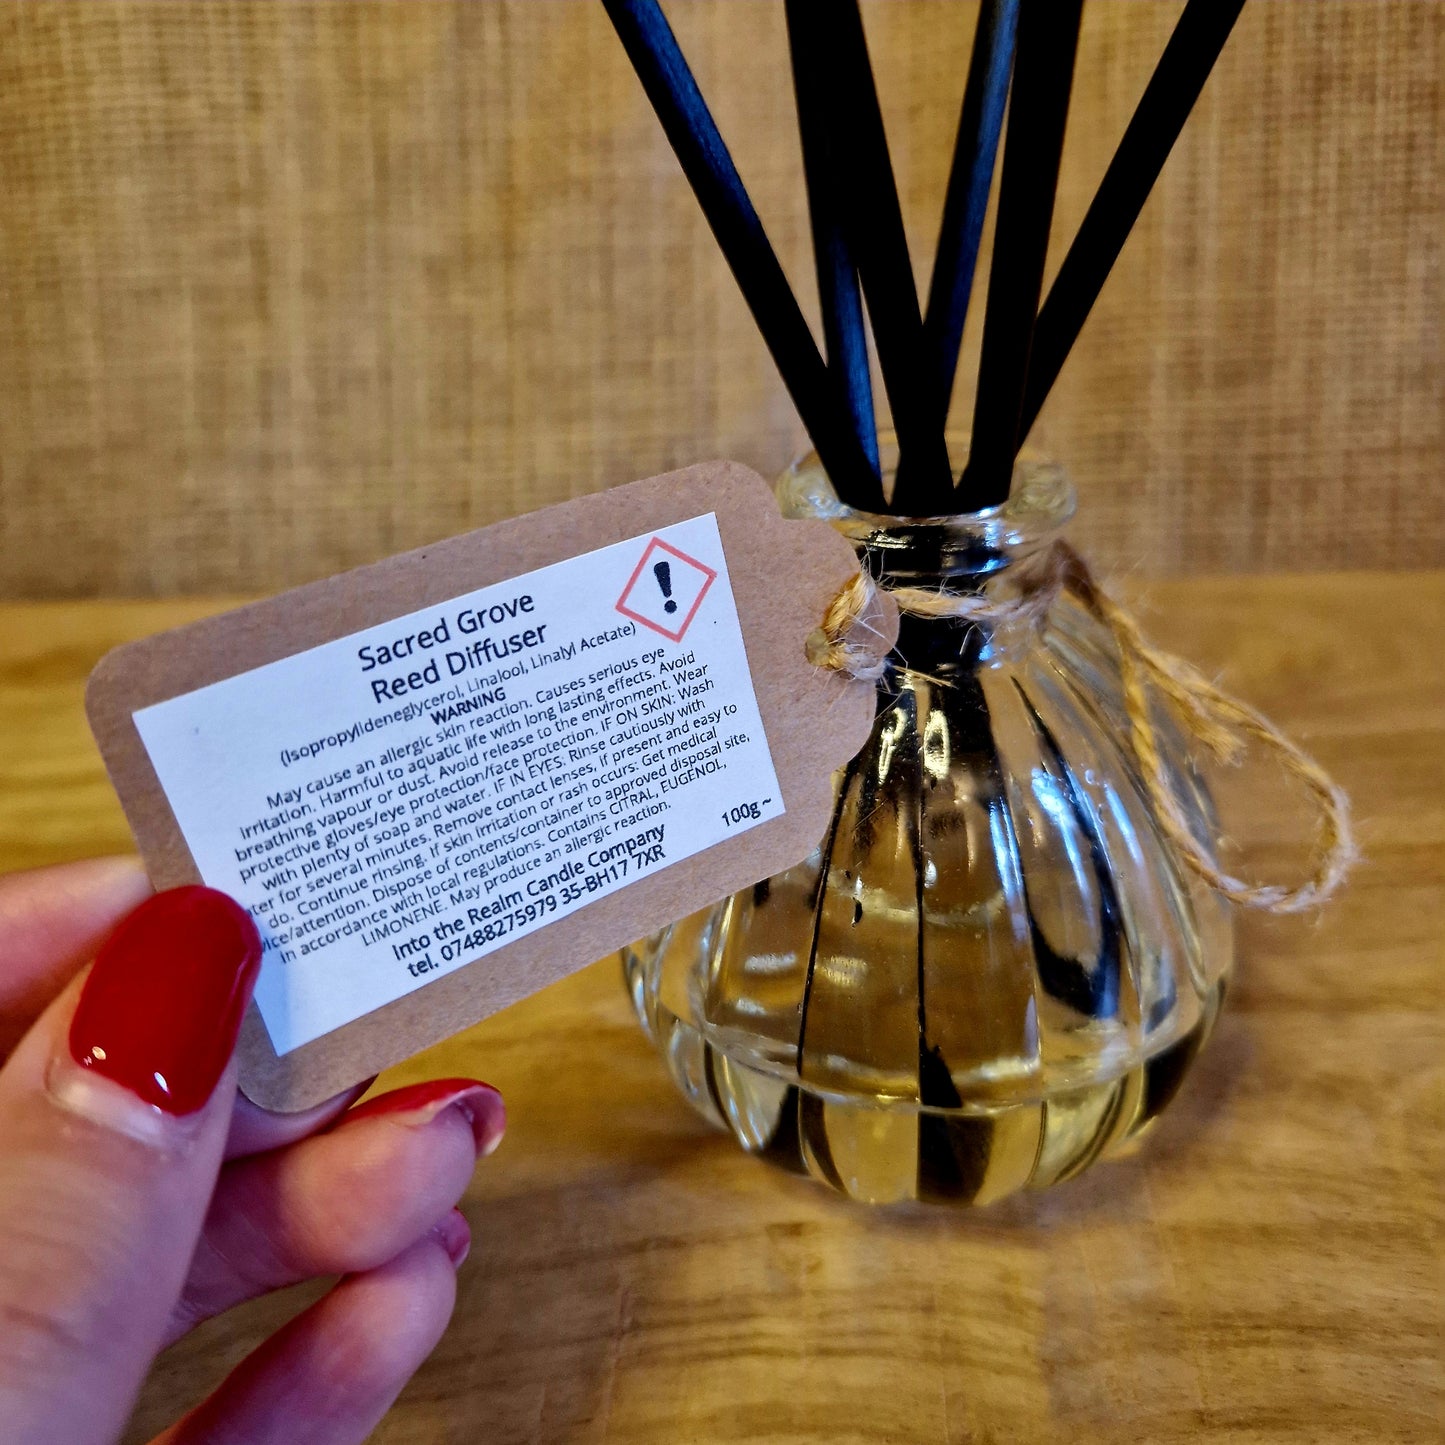 Sacred Grove
Reed Diffuser
(Isopropylideneglycerol, Linalool, Linalyl Acetate)
WARNING
May cause an allergic skin reaction. Causes serious eye
irritation. Harmful to aquatic life with long lasting effects. Avoid
breathing vapour or dust. Avoid release to the environment. Wear
protective gloves/eye protection/face protection. IF ON SKIN: Wash
with plenty of soap and water. IF IN EYES: Rinse cautiously with
for several minutes. Remove contact lenses, if present and easy to
do. Continue rinsing. If skin irritation or rash occurs: Get medical
/attention. Dispose of contents/container to approved disposal site,
in accordance with local regulations. Contains CITRAL, EUGENOL,
LIMONENE. May produce an allergic reaction.
Into the Realm Candle Company
tel. 07488275979 35-BH17 7XR
100g~